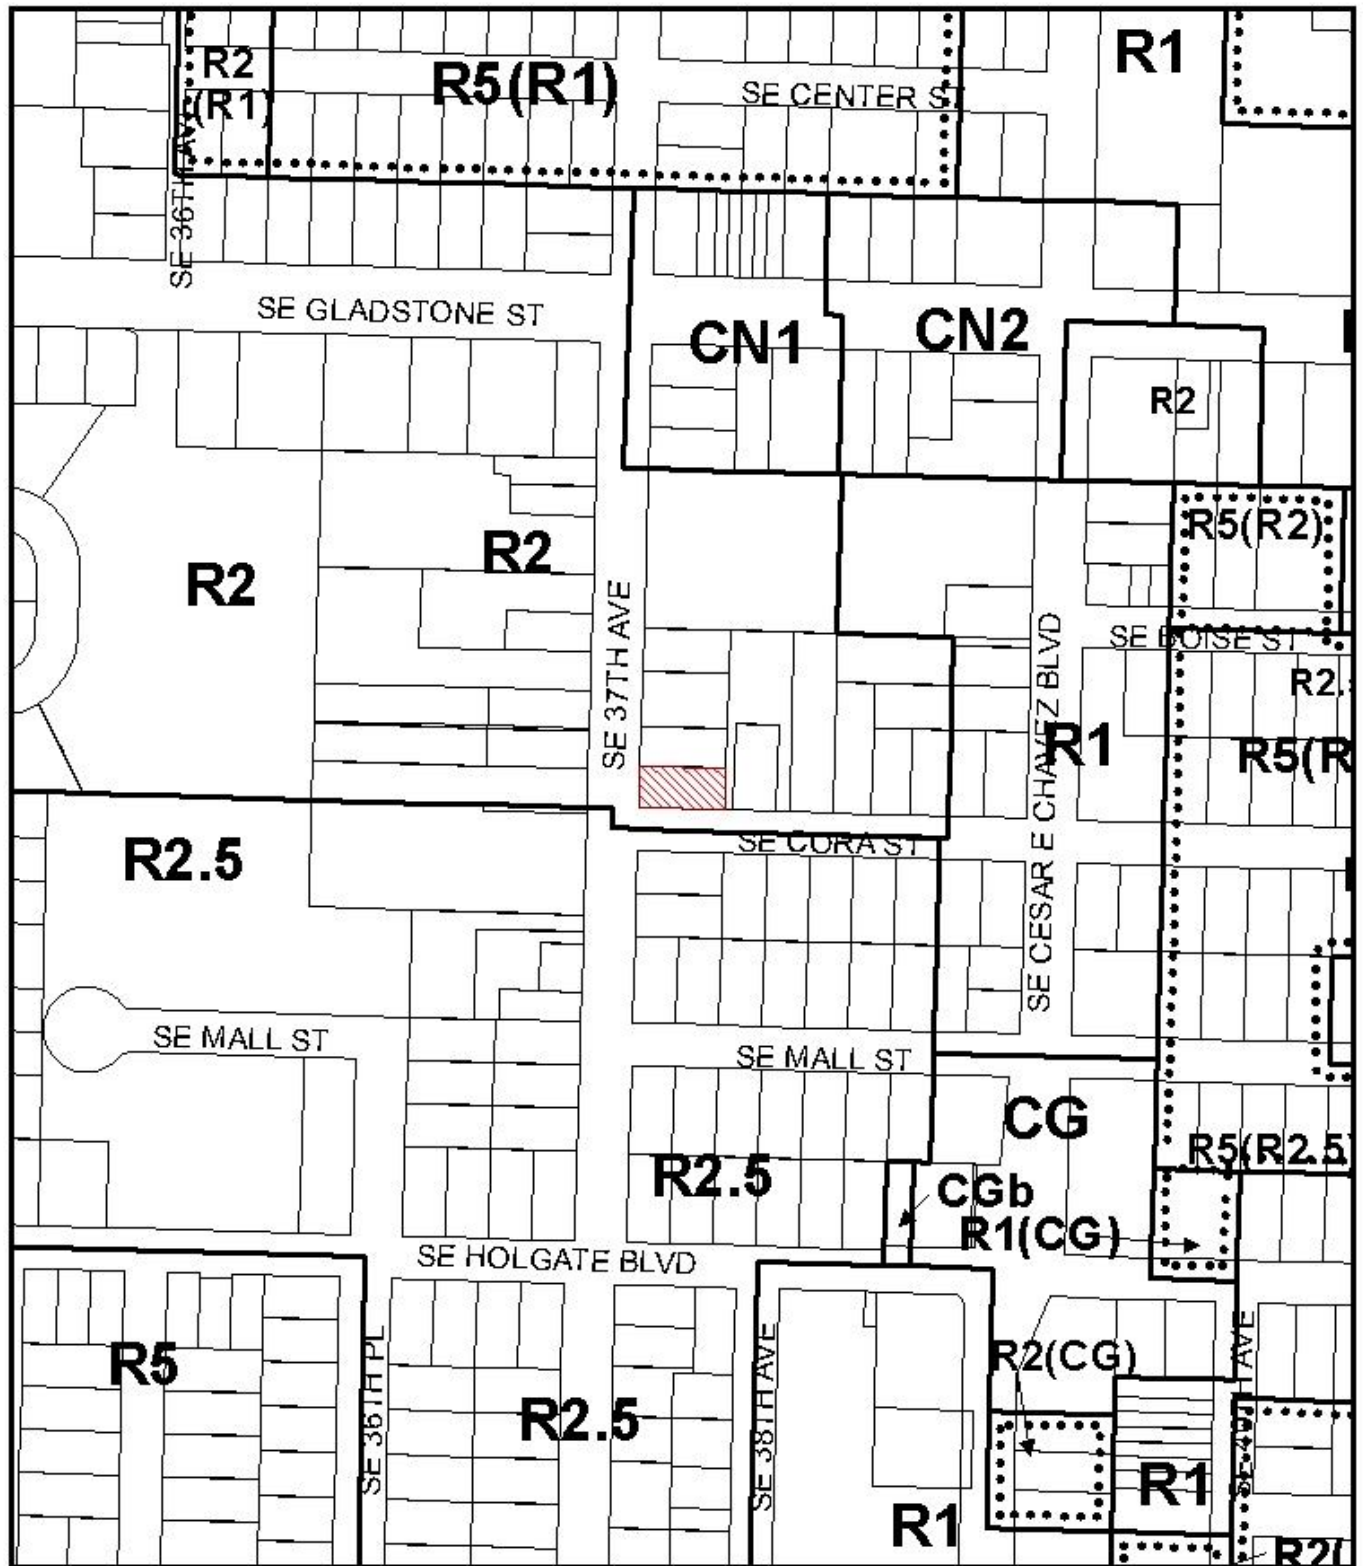 R2
(R1)
R5(R1)
SE CENTER ST
R1
SE 36TH AVE
SE GLADSTONE ST
CN1
CN2
R2
R2
R2
R5(R2)
SE 37TH AVE
SE BOISE ST
SE CESAR E CHAVEZ BLVD
R2.
R1
R5(R
R2.5
SE CORA ST
SE MALL ST
SE MALL ST
CG
R5(R2.5)
R2.5
CGb
R1(CG)
SE HOLGATE BLVD
R5
SE 36TH PL
R2.5
SE 38TH AVE
R2(CG)
R1
R1
R2(